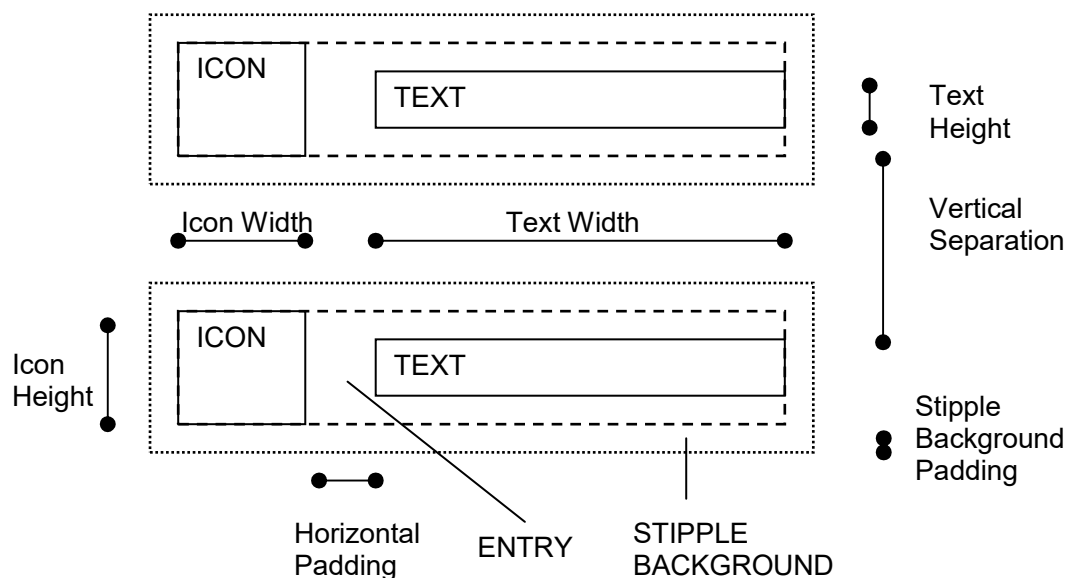 ICON
TEXT
Text
Height
Icon Width
Text Width
Vertical
Separation
ICON
TEXT
Icon
Height
Stipple
Background
Padding
Horizontal
Padding
ENTRY
STIPPLE
BACKGROUND